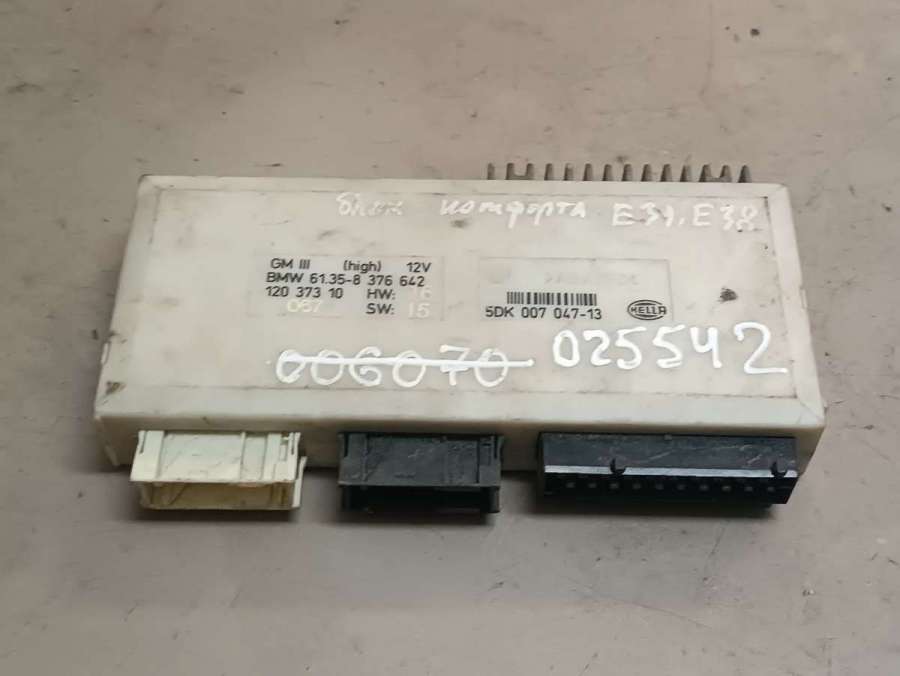 блок комфорта E39, E38
GM III (high) 12V
BMW 61.35-8 376 642
120 373 10 HW: 16
057 SW: 15
5DK 007 047-13
HELLA
006070 025542